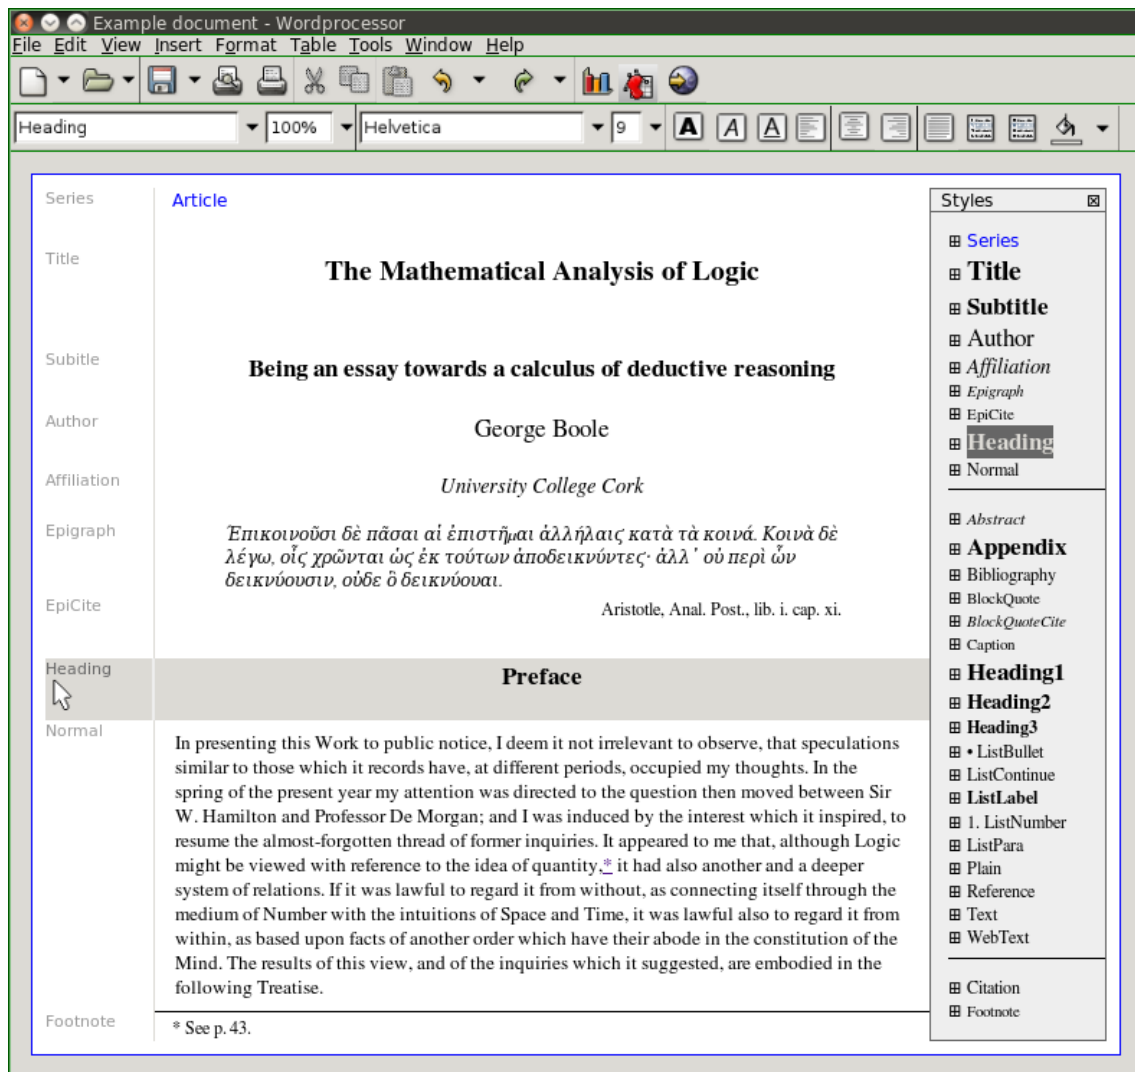 Example document - Wordprocessor
File Edit View Insert Format Table Tools Window Help
Heading 100% Helvetica 9 A A A
Series Article
Title The Mathematical Analysis of Logic
Subitle Being an essay towards a calculus of deductive reasoning
Author George Boole
Affiliation University College Cork
Epigraph Ἐπικοινοῦσι δὲ πᾶσαι αἱ ἐπιστῆμαι ἀλλήλαις κατὰ τὰ κοινά. Κοινὰ δὲ
λέγω, οἷς χρῶνται ὡς ἐκ τούτων ἀποδεικνύντες· ἀλλ᾽ οὐ περὶ ὧν
δεικνύουσιν, οὐδε ὃ δεικνύουαι.
EpiCite Aristotle, Anal. Post., lib. i. cap. xi.
Heading Preface
Normal
In presenting this Work to public notice, I deem it not irrelevant to observe, that speculations
similar to those which it records have, at different periods, occupied my thoughts. In the
spring of the present year my attention was directed to the question then moved between Sir
W. Hamilton and Professor De Morgan; and I was induced by the interest which it inspired, to
resume the almost-forgotten thread of former inquiries. It appeared to me that, although Logic
might be viewed with reference to the idea of quantity,* it had also another and a deeper
system of relations. If it was lawful to regard it from without, as connecting itself through the
medium of Number with the intuitions of Space and Time, it was lawful also to regard it from
within, as based upon facts of another order which have their abode in the constitution of the
Mind. The results of this view, and of the inquiries which it suggested, are embodied in the
following Treatise.
Footnote * See p. 43.
Styles
Series
Title
Subtitle
Author
Affiliation
Epigraph
EpiCite
Heading
Normal
Abstract
Appendix
Bibliography
BlockQuote
BlockQuoteCite
Caption
Heading1
Heading2
Heading3
• ListBullet
ListContinue
ListLabel
1. ListNumber
ListPara
Plain
Reference
Text
WebText
Citation
Footnote